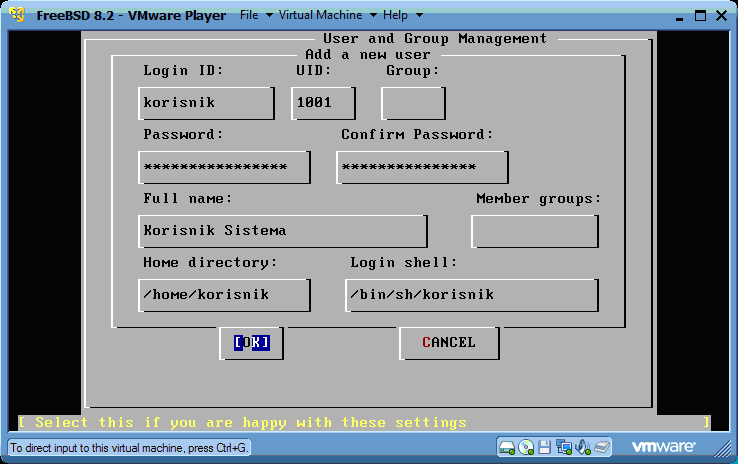 FreeBSD 8.2 - VMware Player File Virtual Machine Help
User and Group Management
Add a new user
Login ID: UID: Group:
korisnik 1001
Password: Confirm Password:
**************** ***************
Full name: Member groups:
Korisnik Sistema
Home directory: Login shell:
/home/korisnik /bin/sh/korisnik
[OK] CANCEL
[ Select this if you are happy with these settings ]
To direct input to this virtual machine, press Ctrl+G. vmware